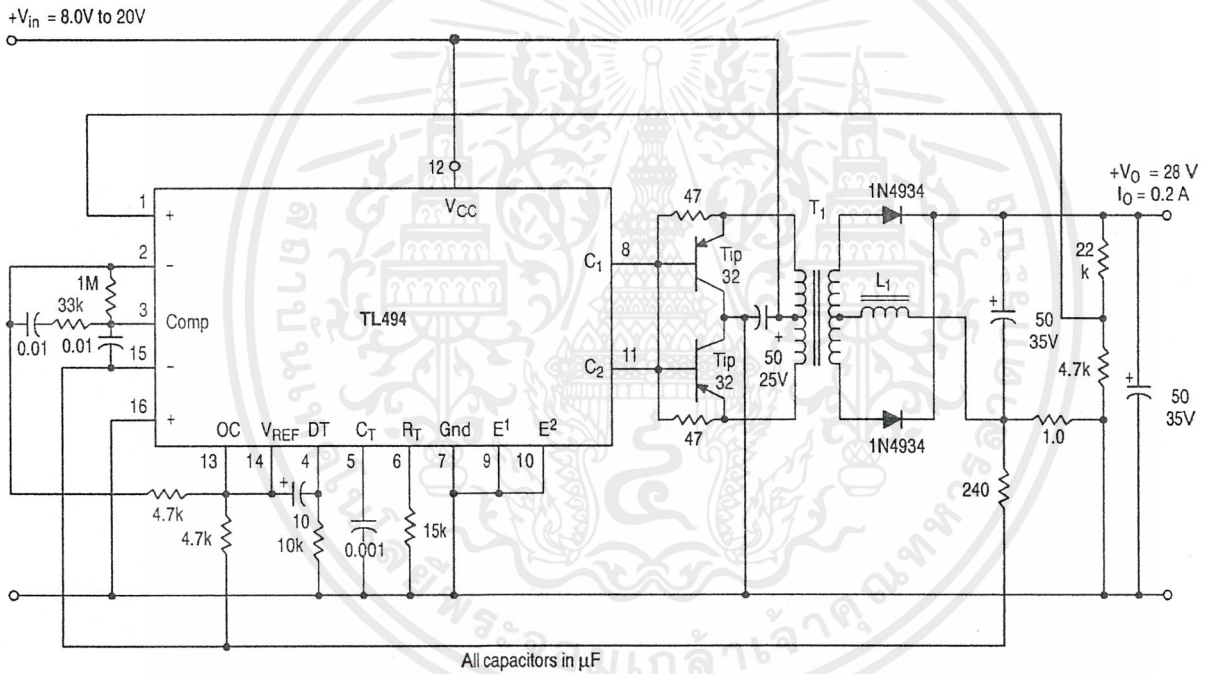 +Vin = 8.0V to 20V
12
VCC
1
+
2
−
1M
33k
3
Comp
0.01
0.01
15
−
16
+
TL494
C1
8
C2
11
47
Tip
32
Tip
32
47
50
25V
T1
1N4934
L1
1N4934
50
35V
22
k
4.7k
1.0
240
+VO = 28 V
IO = 0.2 A
50
35V
OC
VREF
DT
CT
RT
Gnd
E1
E2
13
14
4
5
6
7
9
10
4.7k
4.7k
10
10k
0.001
15k
All capacitors in μF